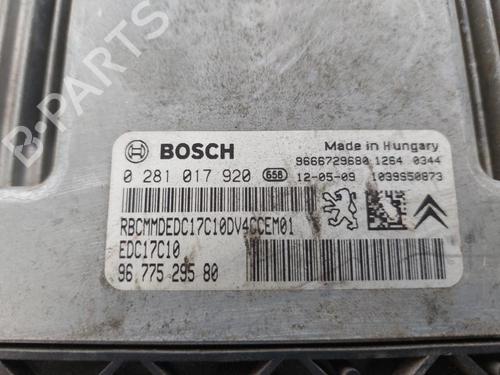 B-PARTS
BOSCH
Made in Hungary
9666729680 1264 0344
0 281 017 920 658 12-05-09 1039S50873
RBCMMDEDC17C10DV4CCEM01
EDC17C10
96 775 295 80